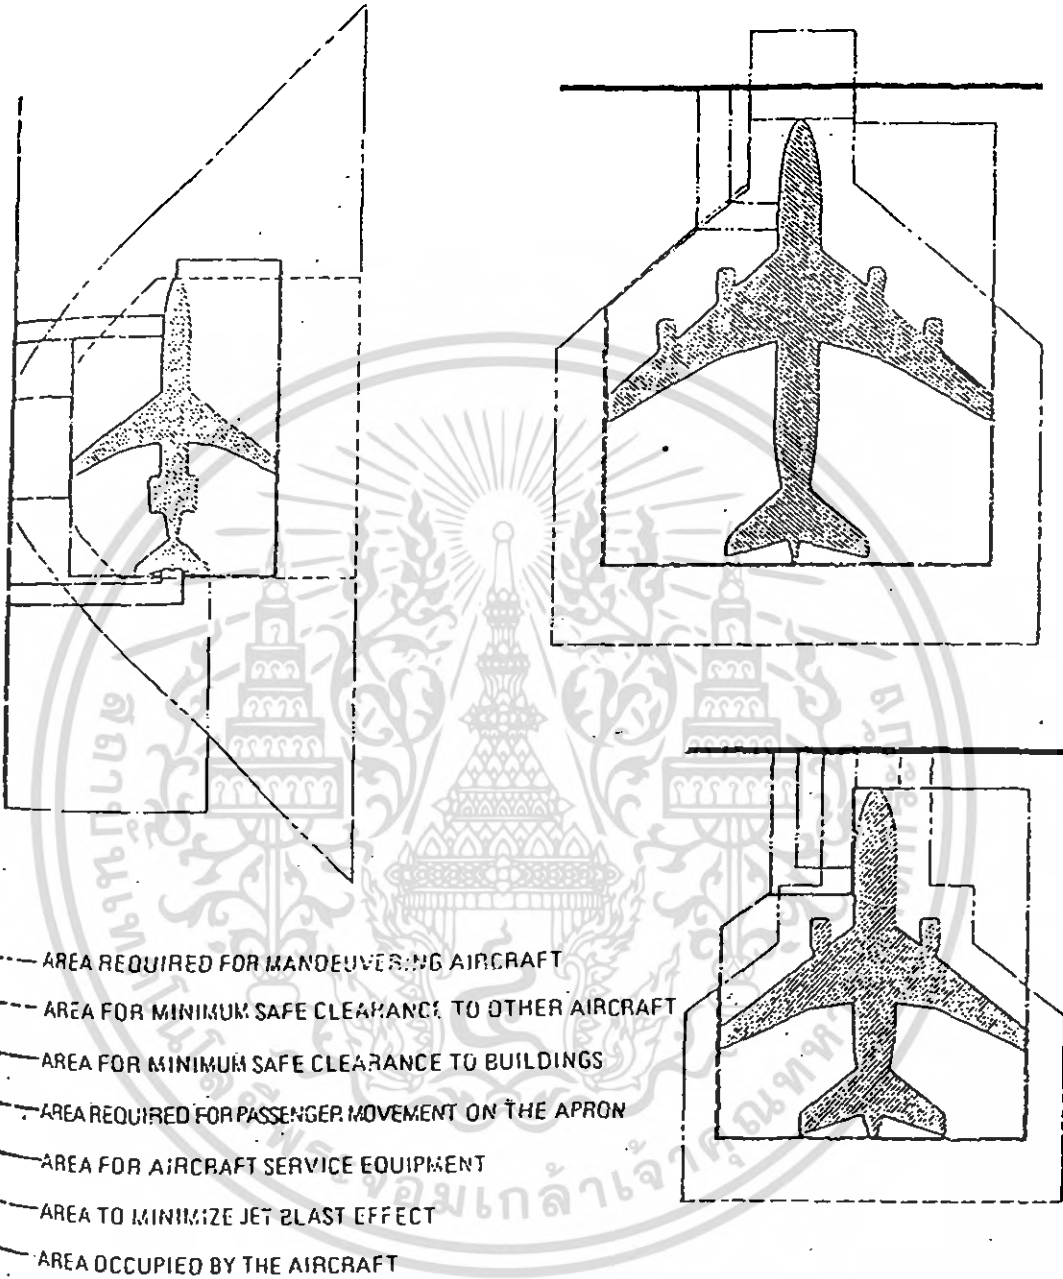 AREA REQUIRED FOR MANOEUVERING AIRCRAFT
AREA FOR MINIMUM SAFE CLEARANCE TO OTHER AIRCRAFT
AREA FOR MINIMUM SAFE CLEARANCE TO BUILDINGS
AREA REQUIRED FOR PASSENGER MOVEMENT ON THE APRON
AREA FOR AIRCRAFT SERVICE EQUIPMENT
AREA TO MINIMIZE JET BLAST EFFECT
AREA OCCUPIED BY THE AIRCRAFT